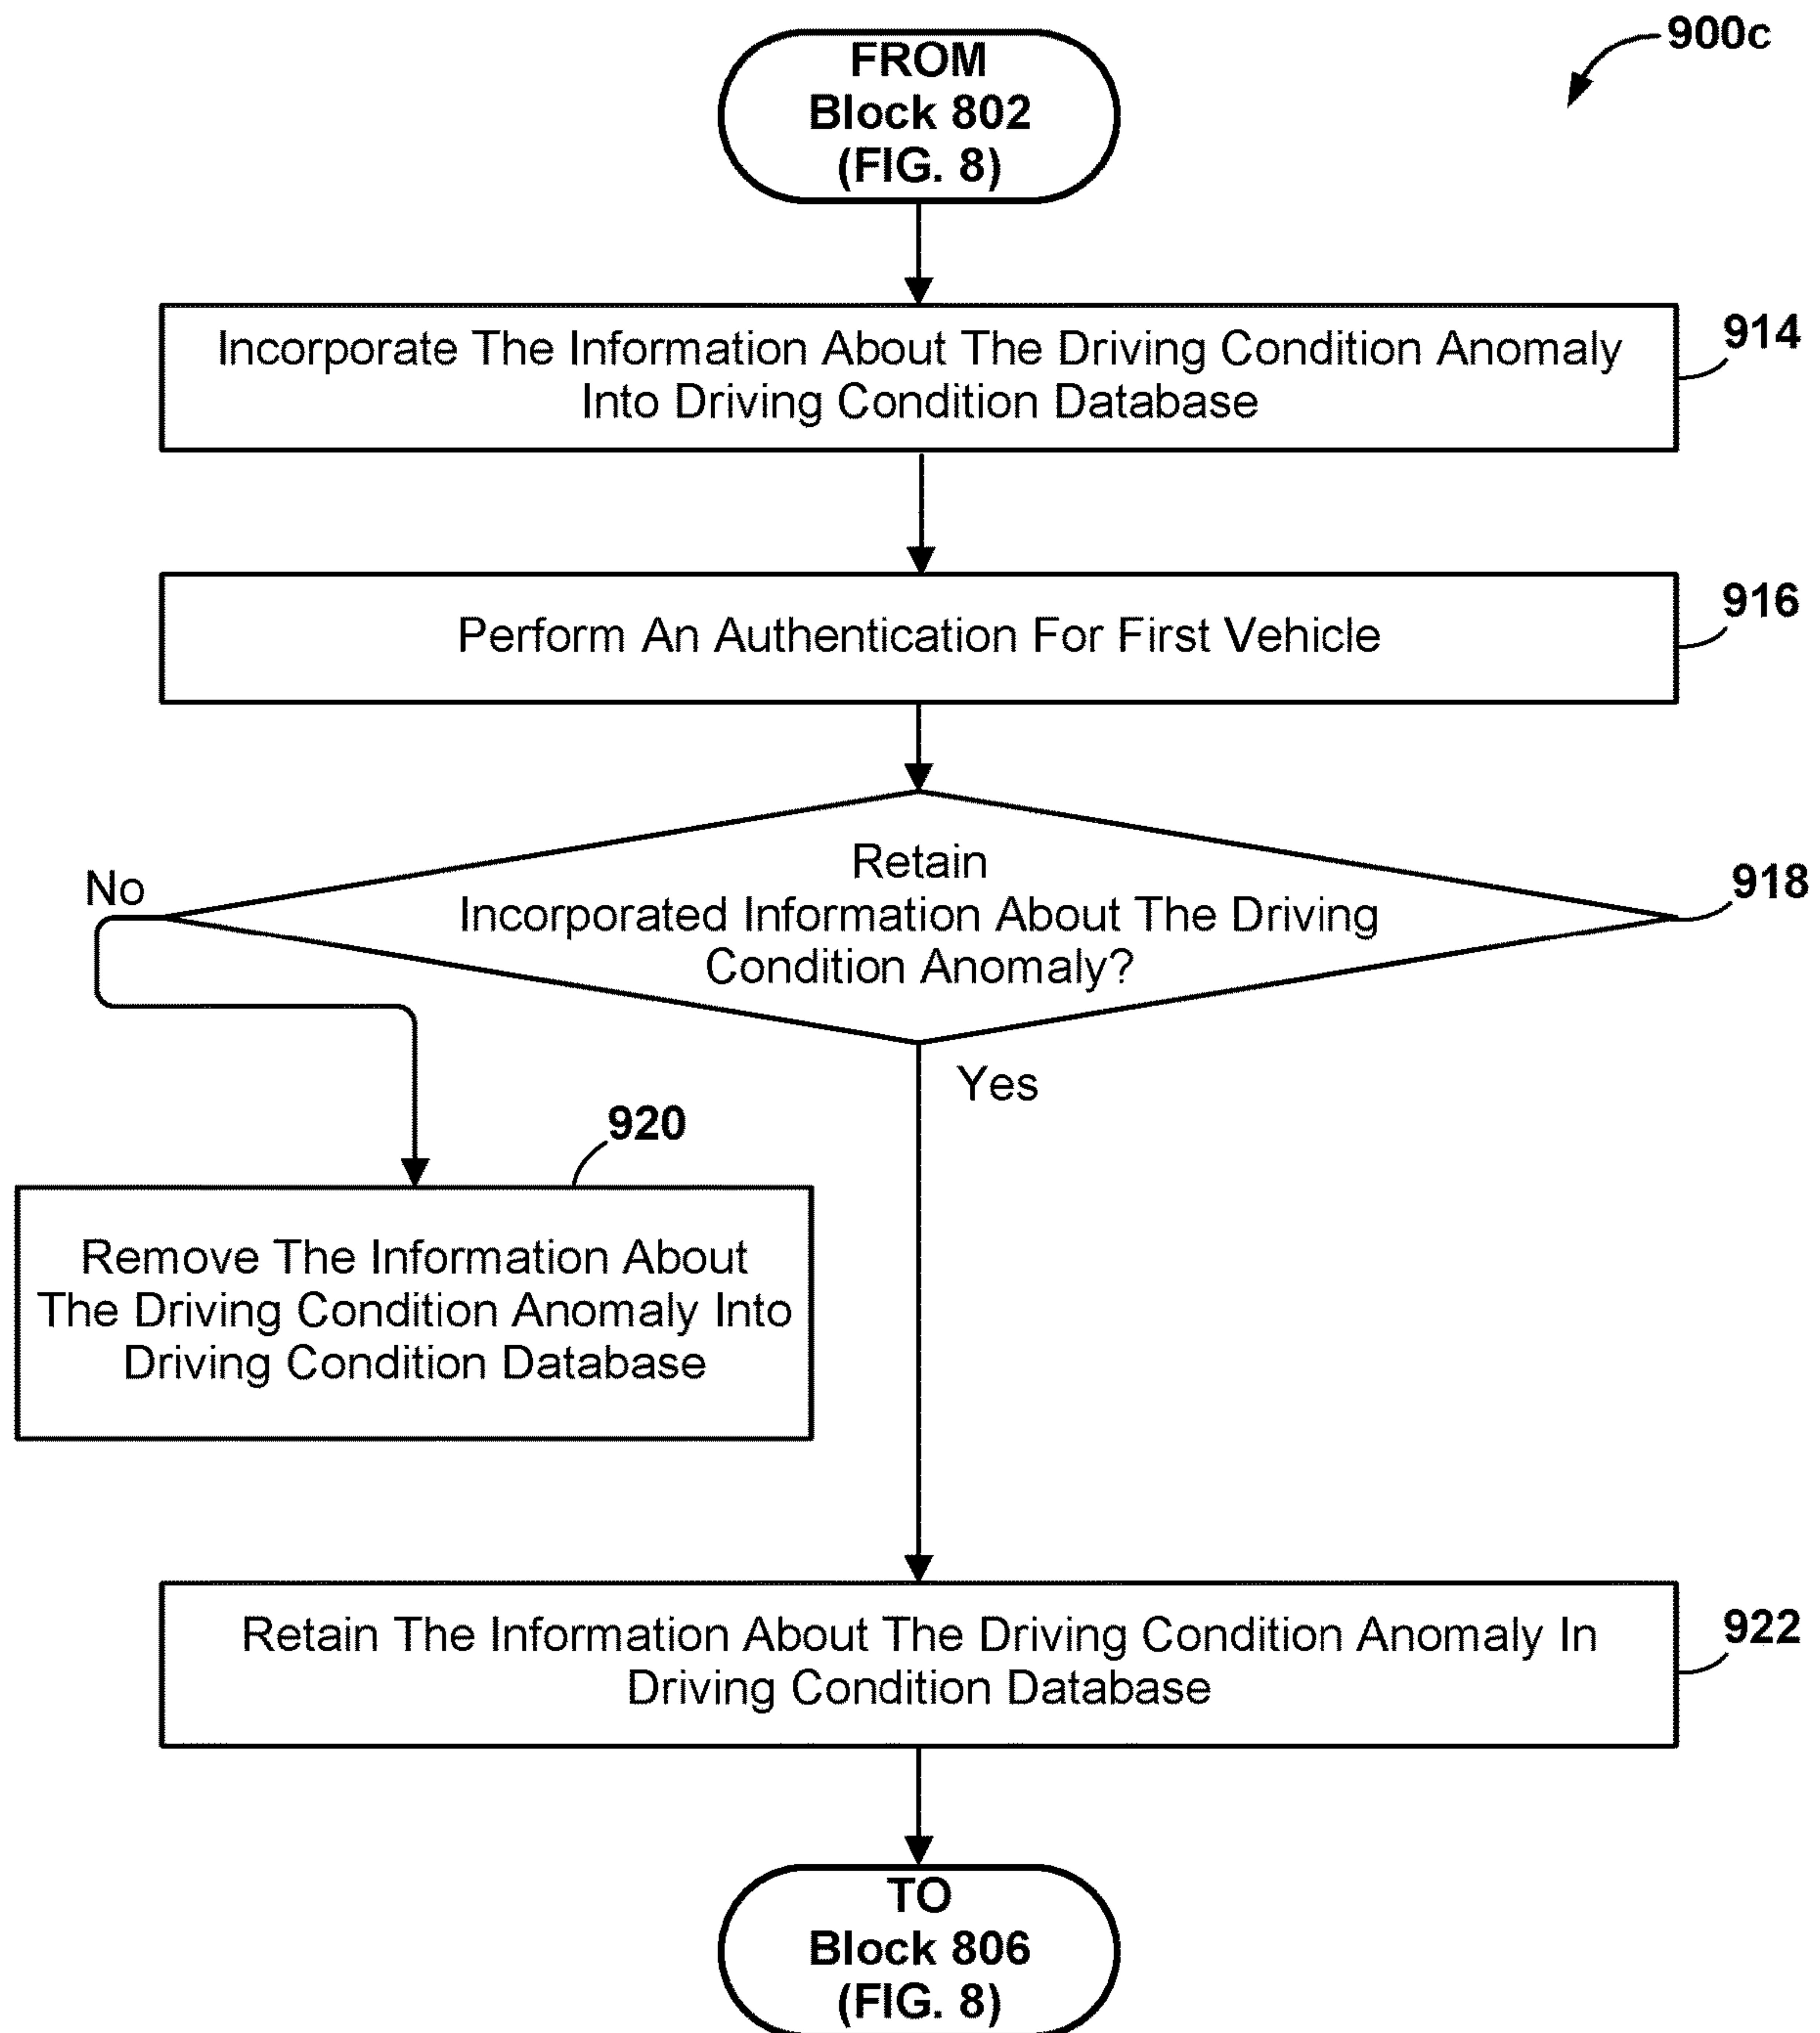 900c
FROM
Block 802
(FIG. 8)
Incorporate The Information About The Driving Condition Anomaly
Into Driving Condition Database
914
Perform An Authentication For First Vehicle
916
Retain
Incorporated Information About The Driving
Condition Anomaly?
918
No
Yes
920
Remove The Information About
The Driving Condition Anomaly Into
Driving Condition Database
Retain The Information About The Driving Condition Anomaly In
Driving Condition Database
922
TO
Block 806
(FIG. 8)